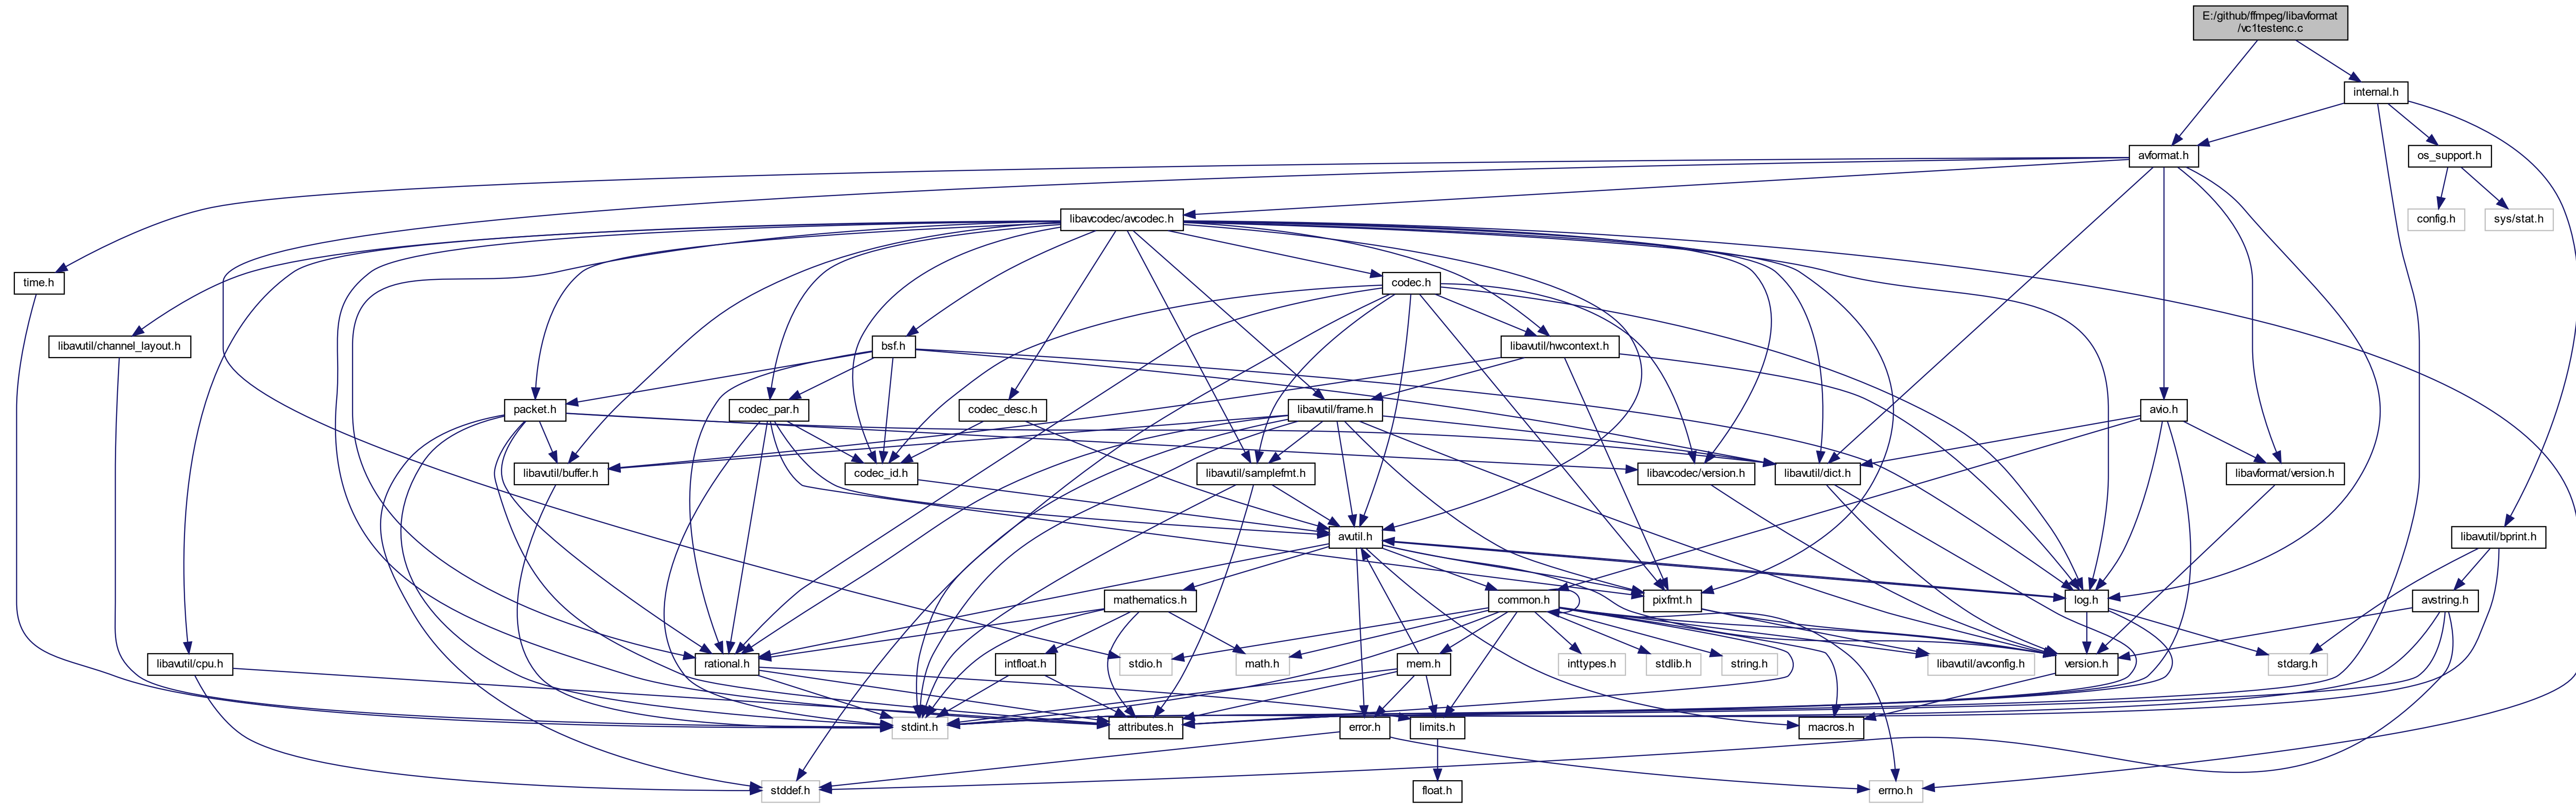 E:/github/ffmpeg/libavformat
/vc1testenc.c
internal.h
avformat.h
os_support.h
libavcodec/avcodec.h
config.h
sys/stat.h
time.h
codec.h
libavutil/channel_layout.h
bsf.h
libavutil/hwcontext.h
packet.h
codec_par.h
codec_desc.h
libavutil/frame.h
avio.h
libavutil/buffer.h
codec_id.h
libavutil/samplefmt.h
libavcodec/version.h
libavutil/dict.h
libavformat/version.h
avutil.h
libavutil/bprint.h
mathematics.h
common.h
pixfmt.h
log.h
avstring.h
libavutil/cpu.h
rational.h
intfloat.h
stdio.h
math.h
mem.h
inttypes.h
stdlib.h
string.h
libavutil/avconfig.h
version.h
stdarg.h
stdint.h
attributes.h
error.h
limits.h
macros.h
stddef.h
float.h
errno.h